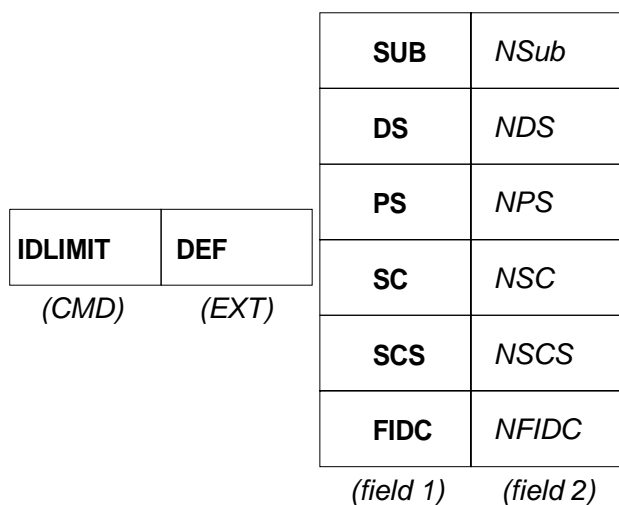 SUB NSub
DS NDS
PS NPS
IDLIMIT DEF
(CMD) (EXT)
SC NSC
SCS NSCS
FIDC NFIDC
(field 1) (field 2)